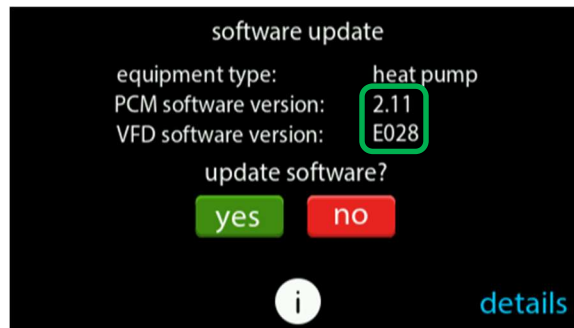 software update
equipment type: heat pump
PCM software version: 2.11
VFD software version: E028
update software?
yes no
i
details